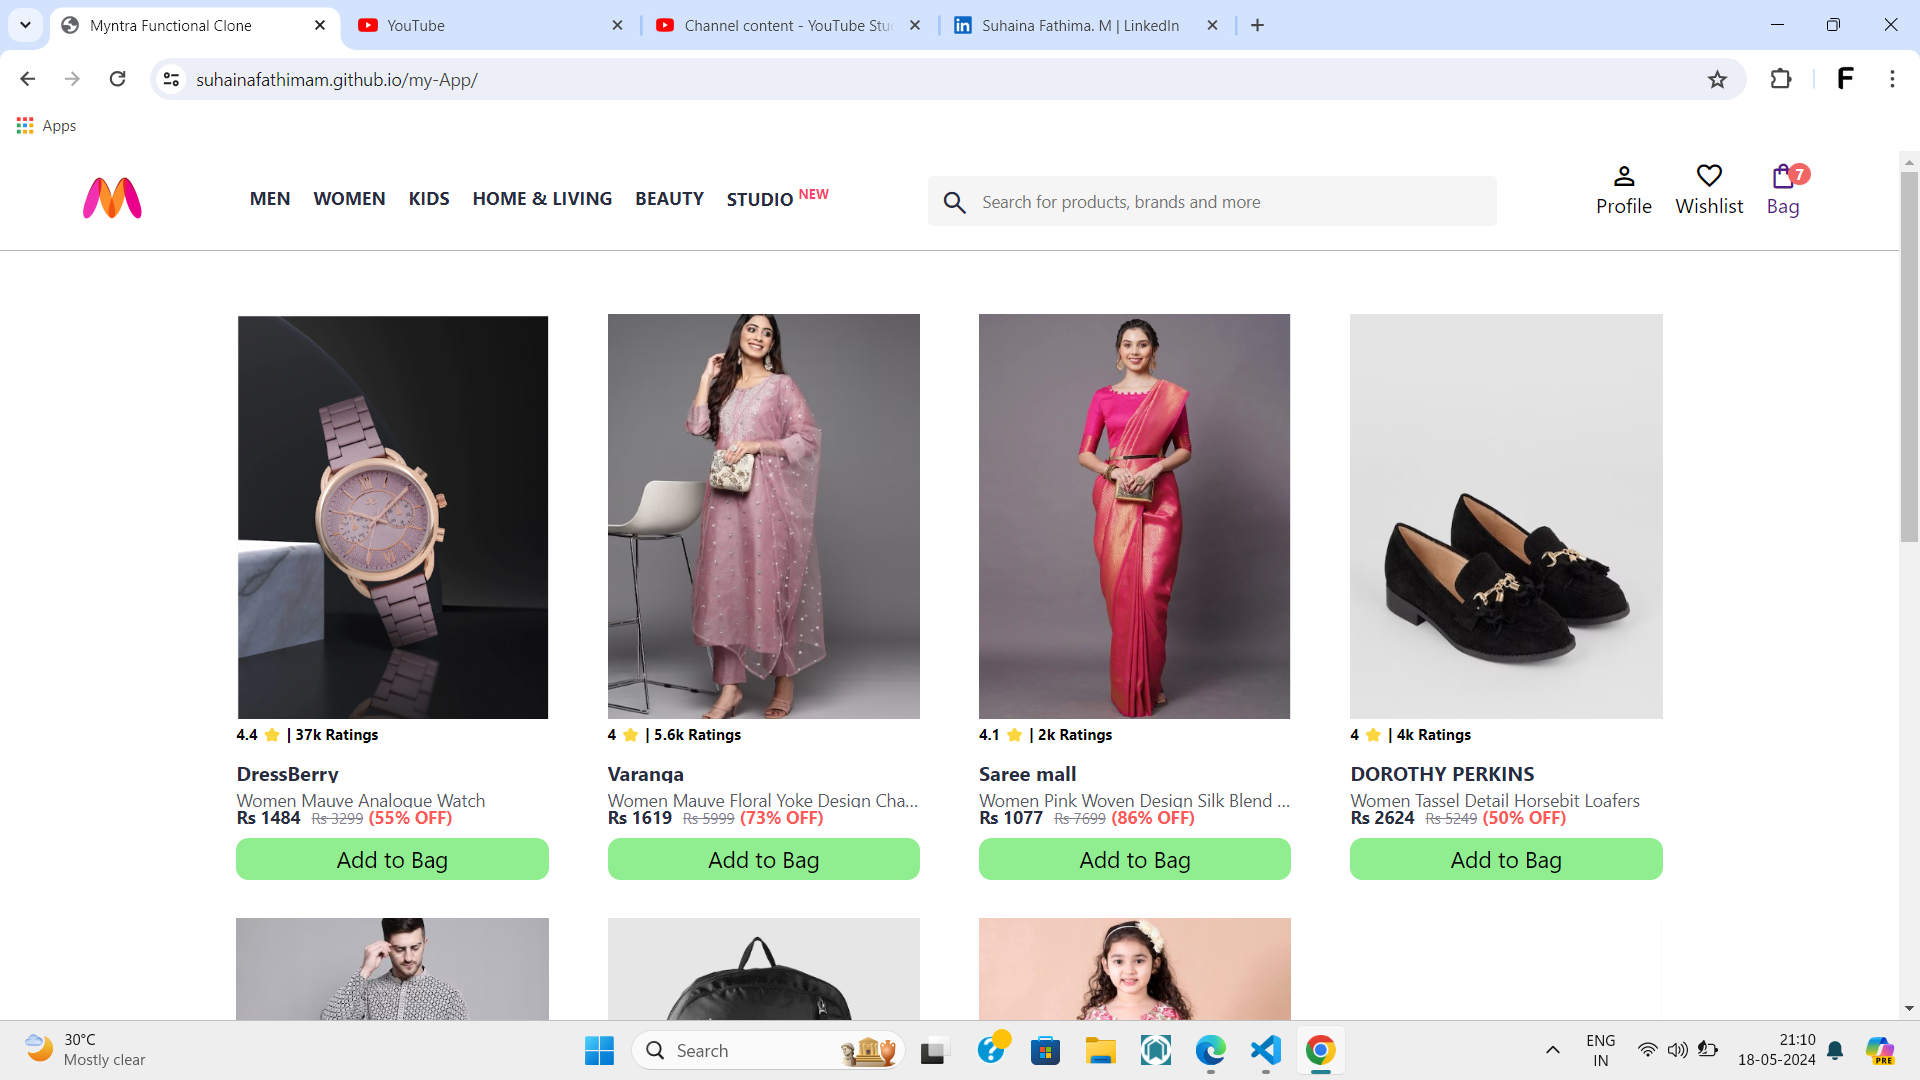 Myntra Functional Clone
YouTube
Channel content - YouTube Stu
Suhaina Fathima. M | LinkedIn
suhainafathimam.github.io/my-App/
Apps
MEN WOMEN KIDS HOME & LIVING BEAUTY STUDIO NEW
Search for products, brands and more
7
Profile Wishlist Bag
4.4 | 37k Ratings
DressBerry
Women Mauve Analogue Watch
Rs 1484 Rs 3299 (55% OFF)
Add to Bag
4 | 5.6k Ratings
Varanga
Women Mauve Floral Yoke Design Cha...
Rs 1619 Rs 5999 (73% OFF)
Add to Bag
4.1 | 2k Ratings
Saree mall
Women Pink Woven Design Silk Blend ...
Rs 1077 Rs 7699 (86% OFF)
Add to Bag
4 | 4k Ratings
DOROTHY PERKINS
Women Tassel Detail Horsebit Loafers
Rs 2624 Rs 5249 (50% OFF)
Add to Bag
30°C
Mostly clear
Search
ENG
IN
21:10
18-05-2024
PRE